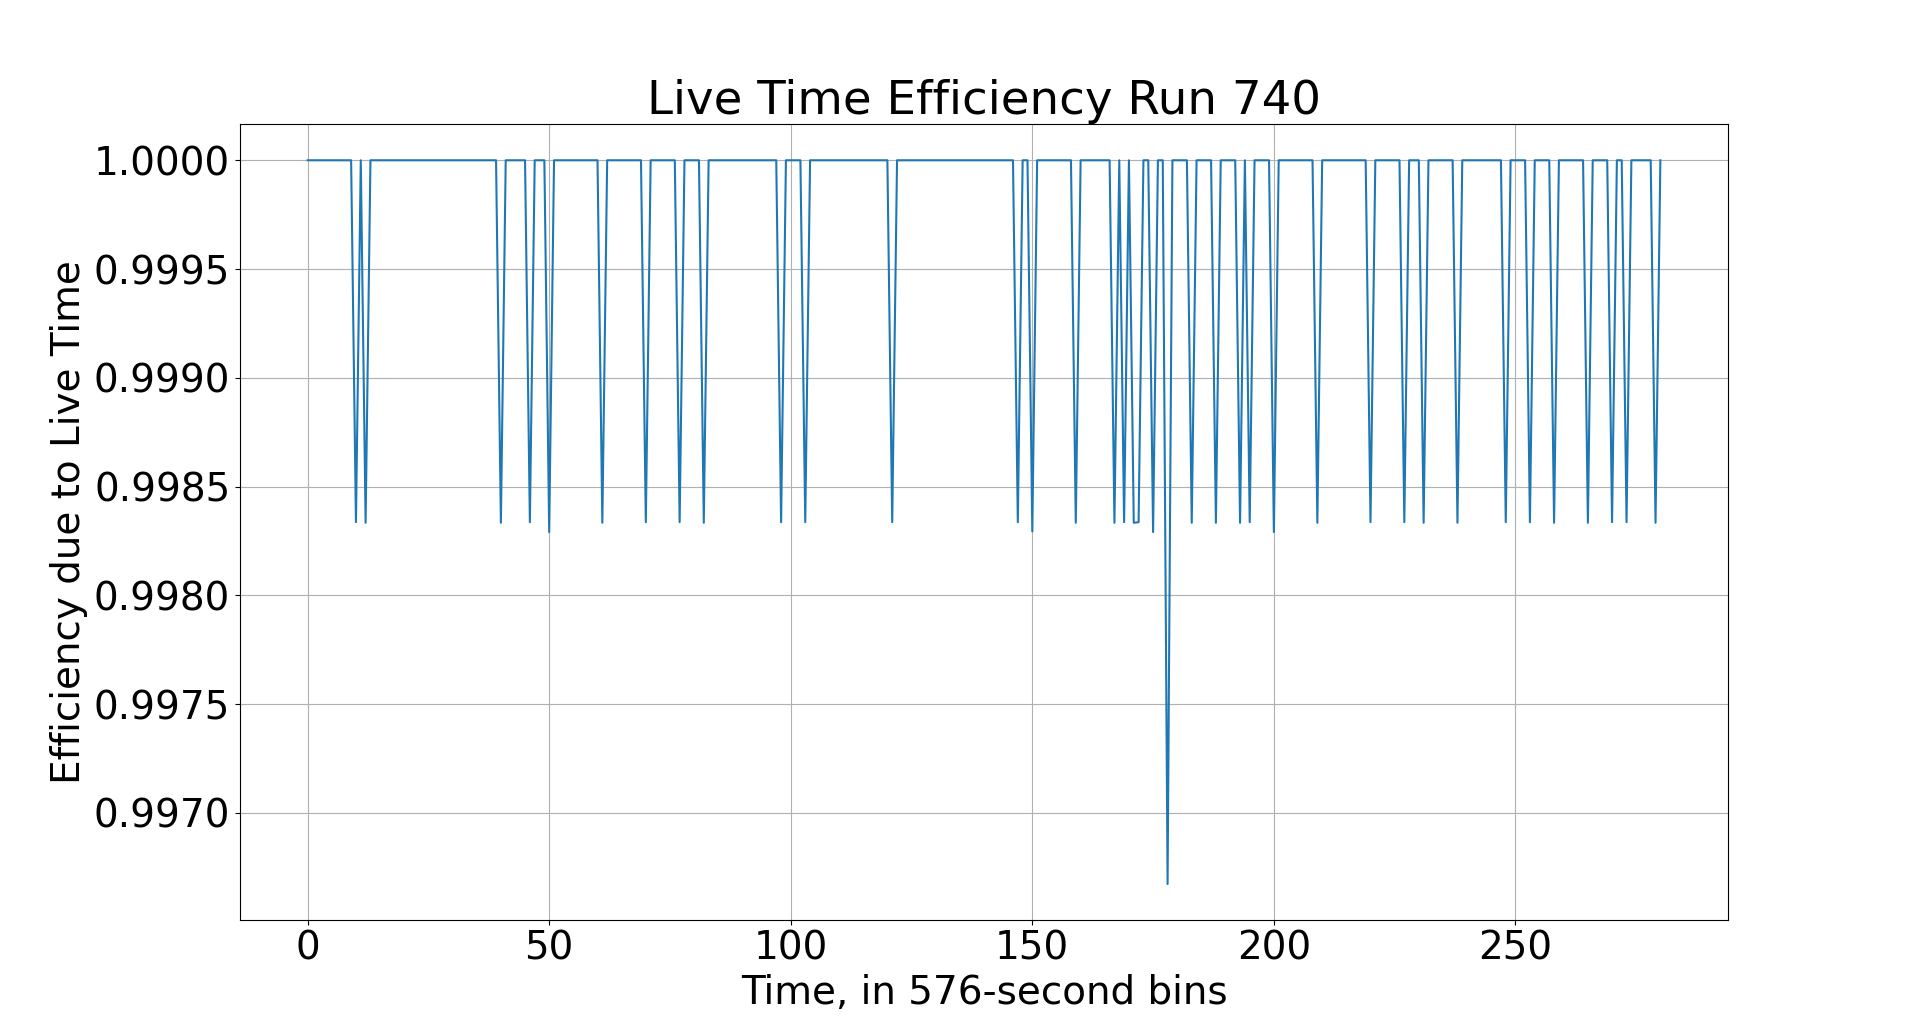 Live Time Efficiency Run 740
1.0000
0.9995
0.9990
0.9985
0.9980
0.9975
0.9970
Efficiency due to Live Time
0 50 100 150 200 250
Time, in 576-second bins